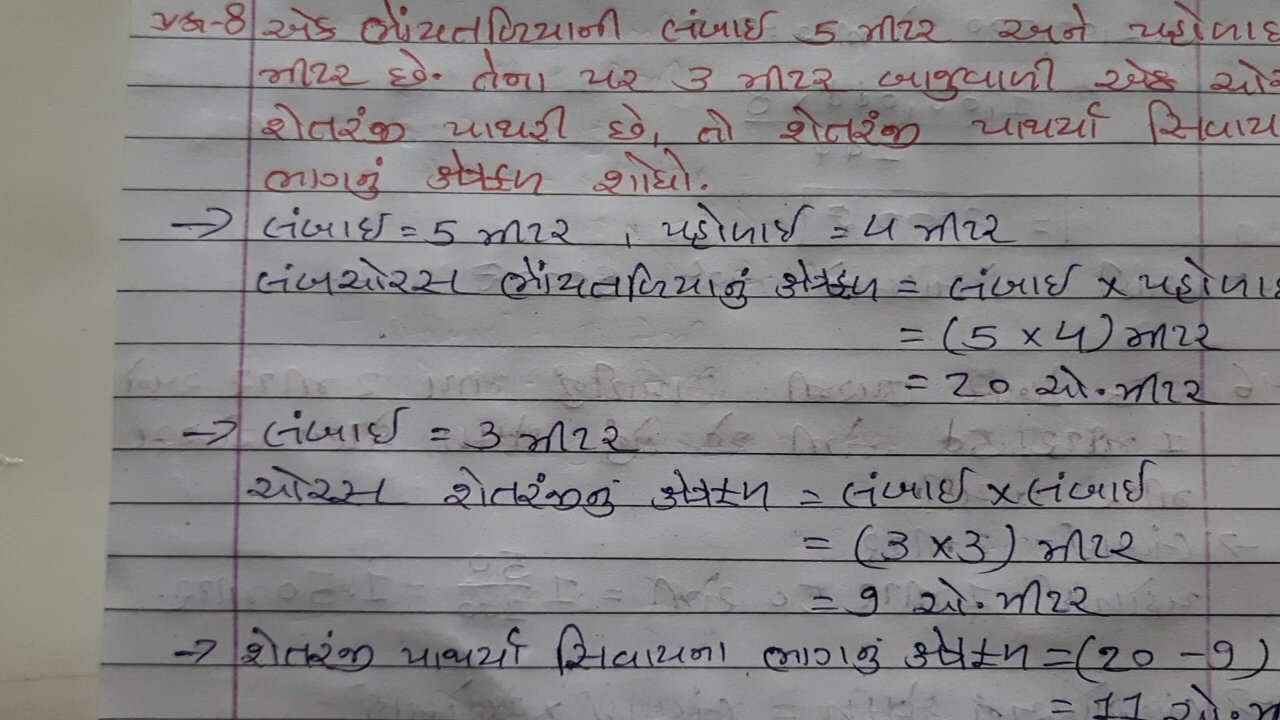 પ્રશ્ન-8 એક ભોંયતળિયાની લંબાઈ 5 મીટર અને પહોળાઈ
મીટર છે. તેના પર 3 મીટર બાજુવાળી એક
શેતરંજી પાથરી છે, તો શેતરંજી પાથર્યા સિવાય
ભાગનું ક્ષેત્રફળ શોધો.
→ લંબાઈ = 5 મીટર , પહોળાઈ = 4 મીટર
લંબચોરસ ભોંયતળિયાનું ક્ષેત્રફળ = લંબાઈ × પહોળાઈ
= (5 × 4) મીટર
= 20 ચો.મીટર
→ લંબાઈ = 3 મીટર
ચોરસ શેતરંજીનું ક્ષેત્રફળ = લંબાઈ × લંબાઈ
= (3 × 3) મીટર
= 9 ચો.મીટર
→ શેતરંજી પાથર્યા સિવાયના ભાગનું ક્ષેત્રફળ = (20 - 9)
= 11 ચો.મ